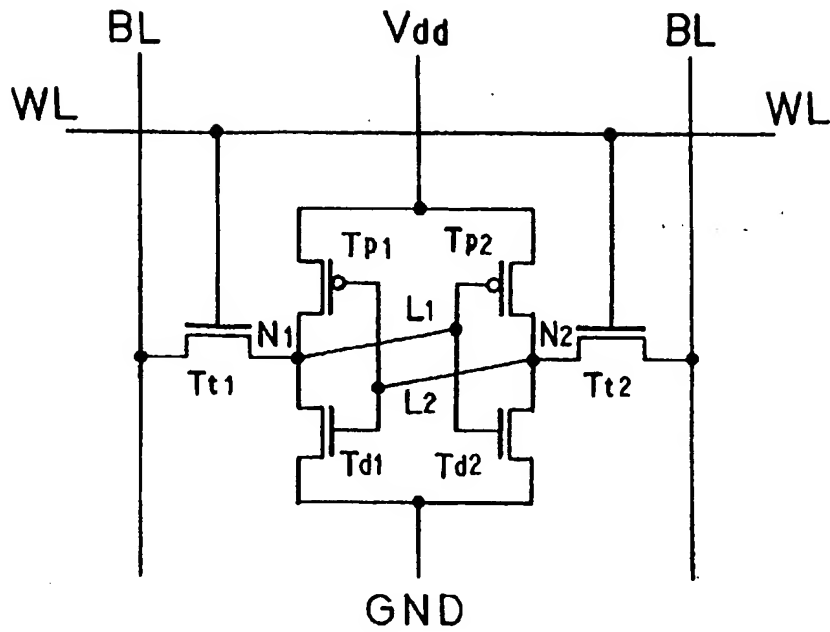 BL Vdd BL
WL WL
Tp1 Tp2
L1
N1 N2
Tt1 L2 Tt2
Td1 Td2
GND